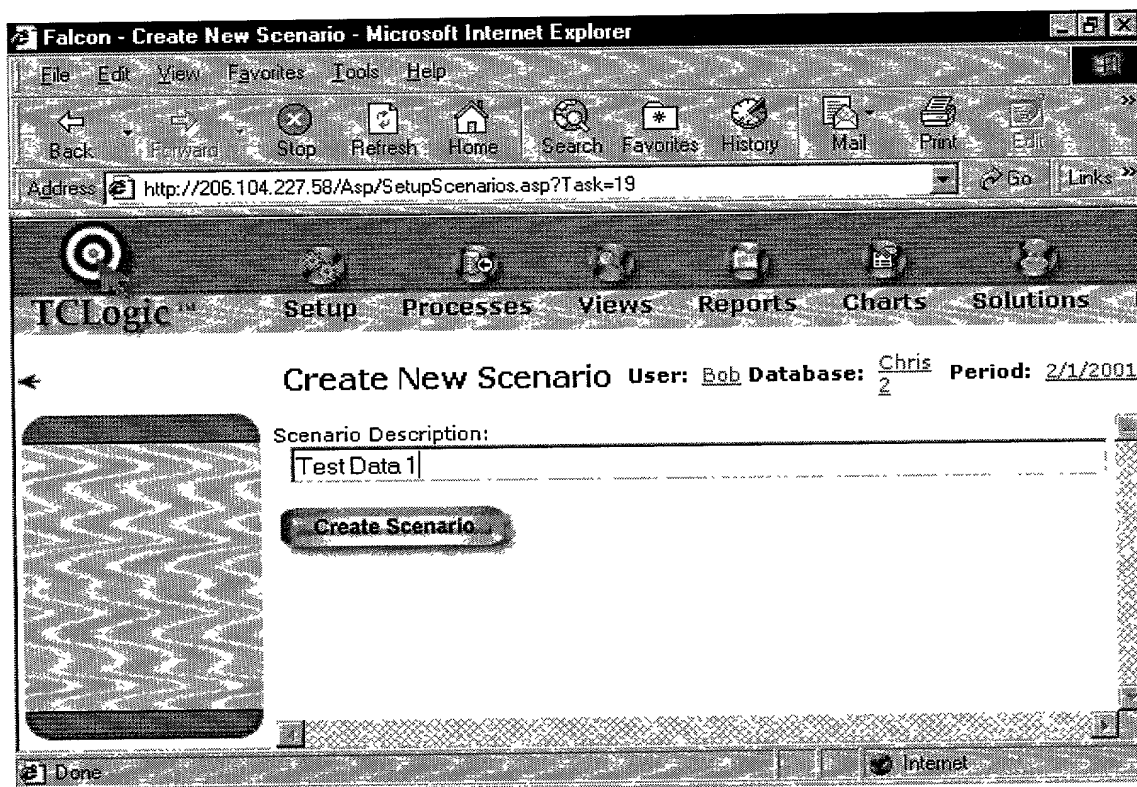 Falcon - Create New Scenario - Microsoft Internet Explorer
File Edit View Favorites Tools Help
Back Forward Stop Refresh Home Search Favorites History Mail Print Edit »
Address http://206.104.227.58/Asp/SetupScenarios.asp?Task=19 Go Links »
TCLogic™ Setup Processes Views Reports Charts Solutions
Create New Scenario User: Bob Database: Chris 2 Period: 2/1/2001
Scenario Description:
Test Data 1
Create Scenario
Done Internet